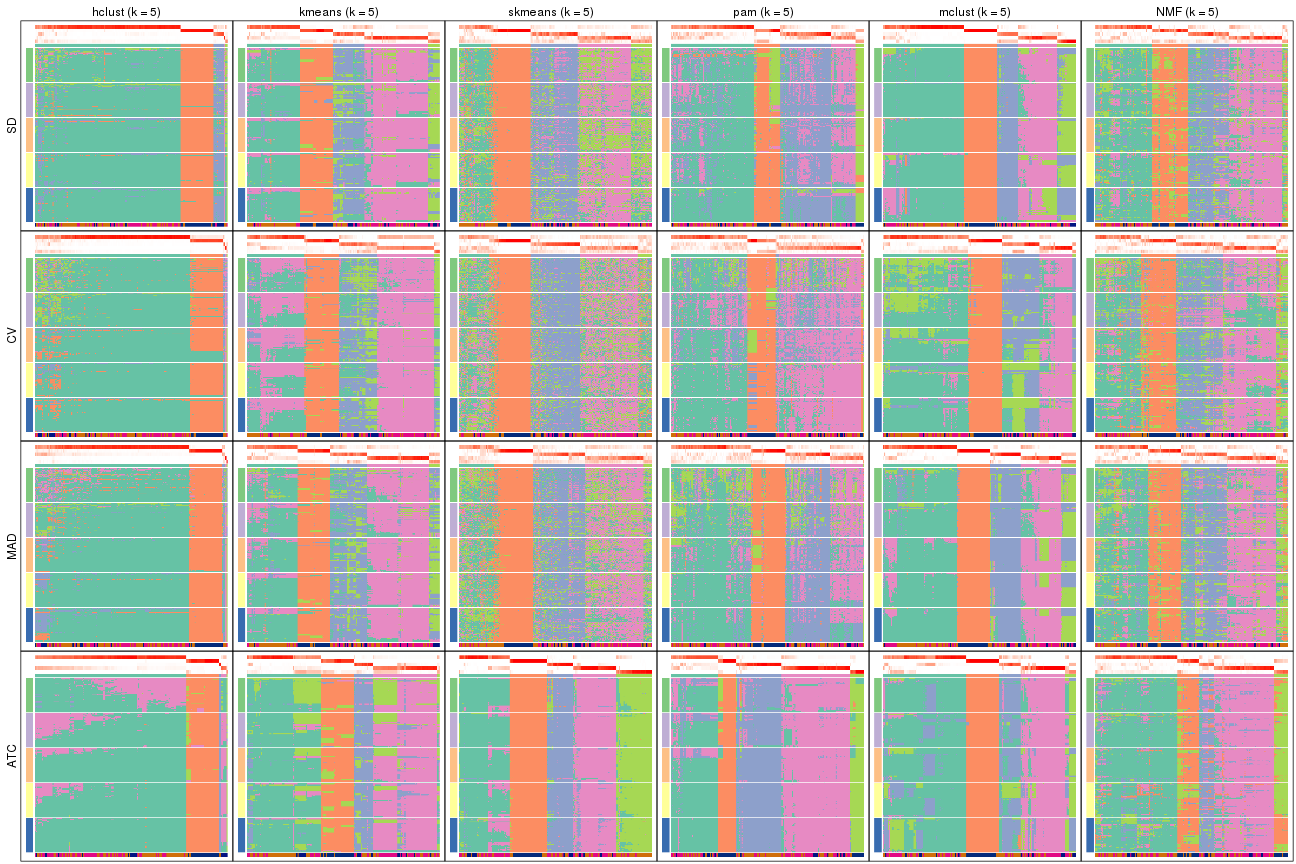 hclust (k = 5) kmeans (k = 5) skmeans (k = 5) pam (k = 5) mclust (k = 5) NMF (k = 5)
SD
CV
MAD
ATC